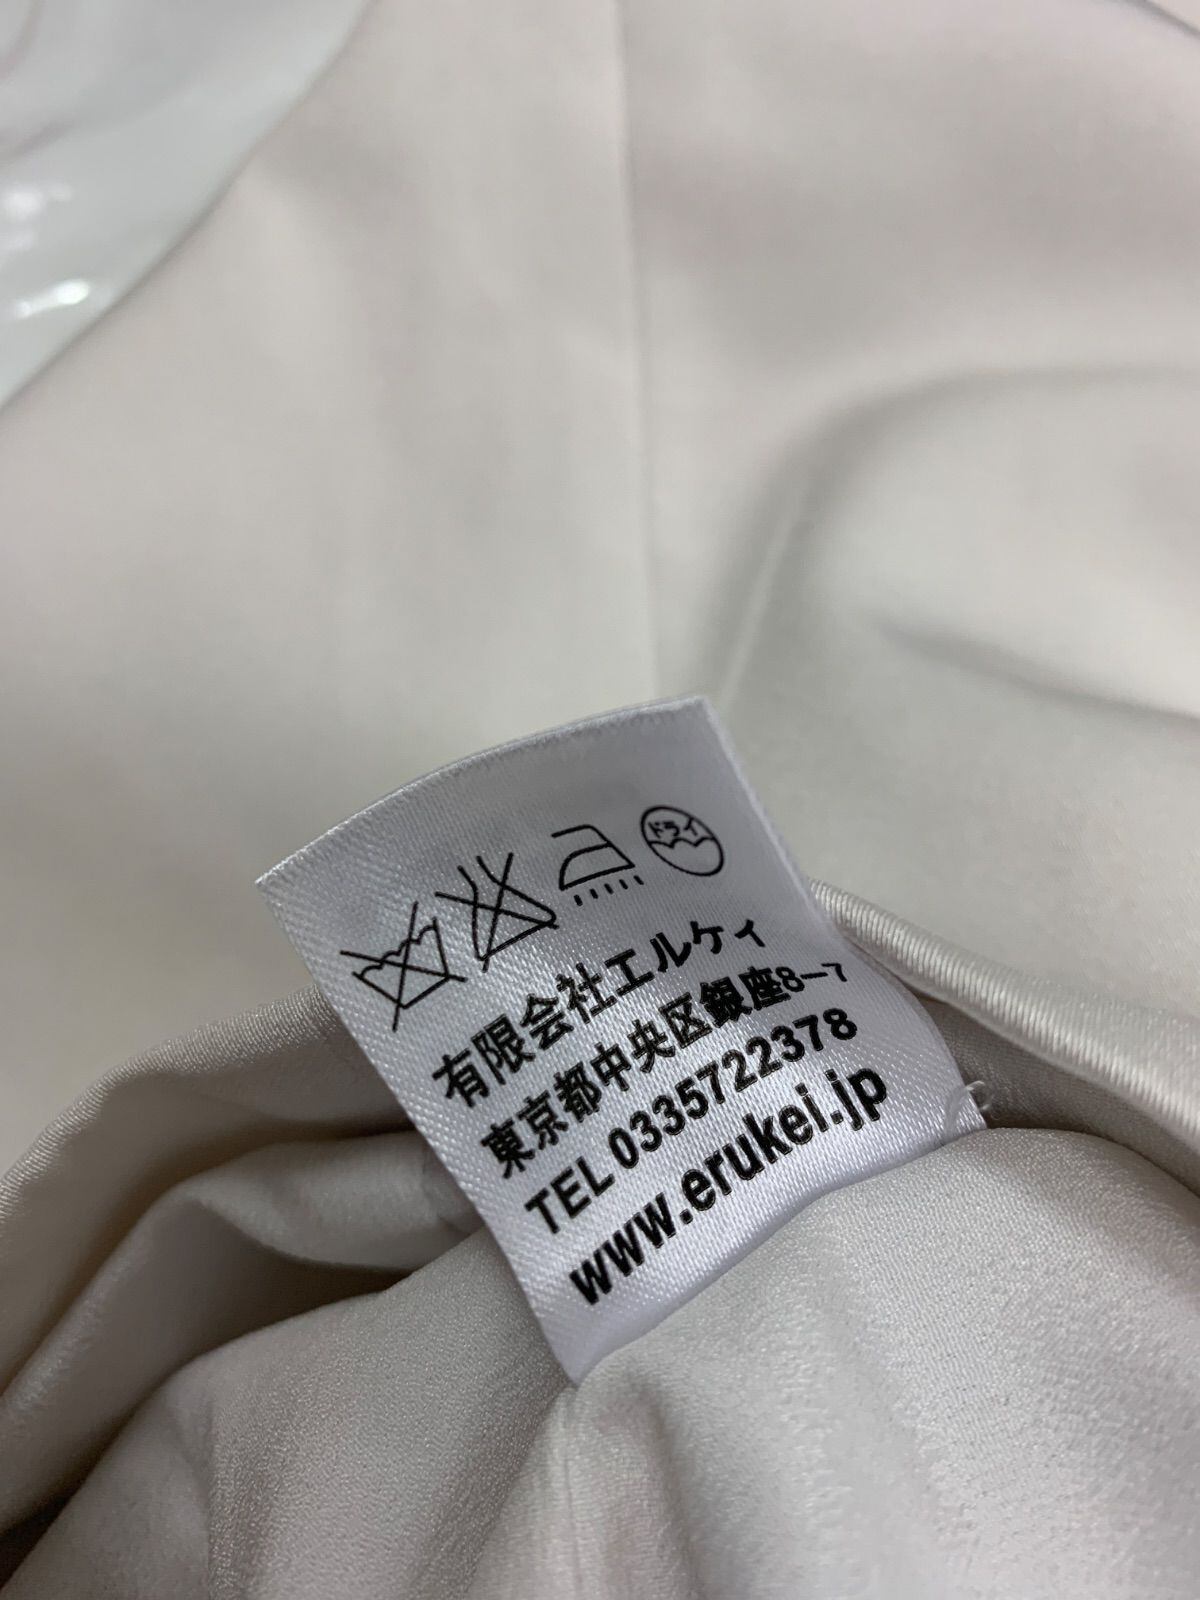 ドライ
有限会社エルケィ
東京都中央区銀座8-7
TEL 0335722378
www.erukei.jp